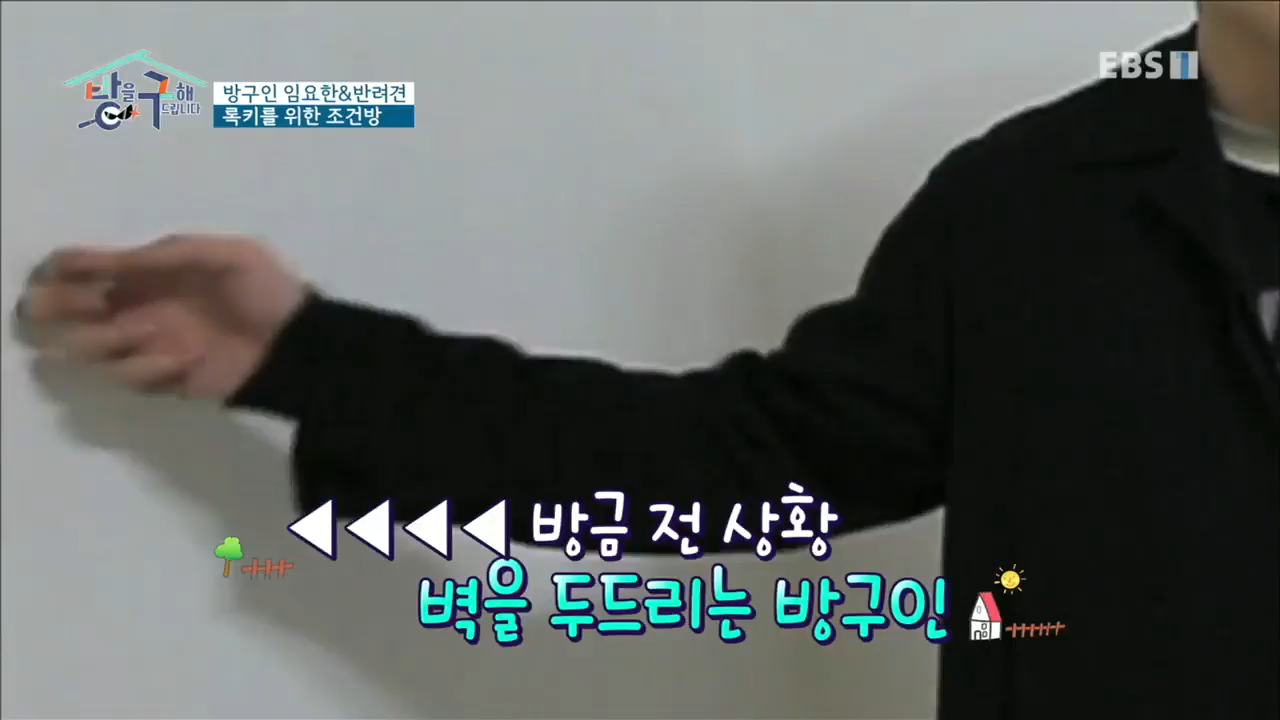 방을 구해드립니다
방구인 임요한&반려견
록키를 위한 조건방
EBS 1
◀◀◀◀ 방금 전 상황
벽을 두드리는 방구인